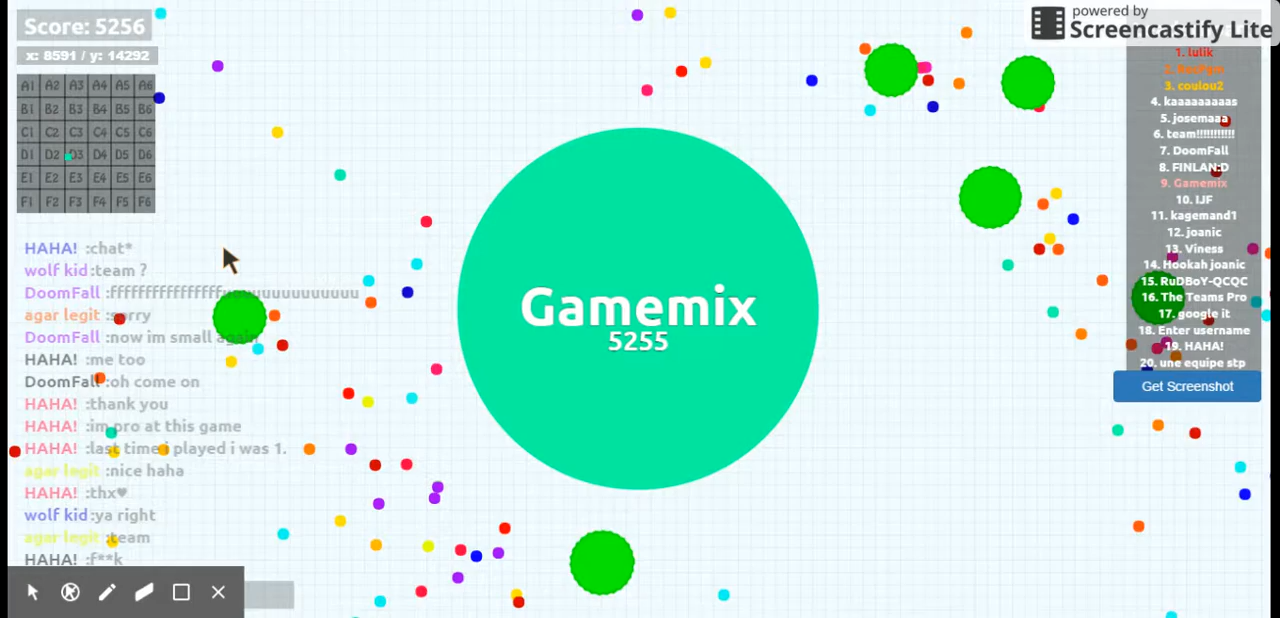 Score: 5256
x: 8591 / y: 14292
A1 A2 A3 A4 A5 A6
B1 B2 B3 B4 B5 B6
C1 C2 C3 C4 C5 C6
D1 D2 D3 D4 D5 D6
E1 E2 E3 E4 E5 E6
F1 F2 F3 F4 F5 F6
HAHA! :chat*
wolf kid:team ?
DoomFall
agar legit :sorry
DoomFall :now im small again
HAHA! :me too
DoomFall :oh come on
HAHA! :thank you
HAHA! :im pro at this game
HAHA! :last time i played i was 1.
agar legit :nice haha
HAHA! :thx♥
wolf kid:ya right
agar legit :team
HAHA! :f**k
Gamemix
5255
powered by
Screencastify Lite
1. lulik
2.
3. coulou2
4. kaaaaaaaaas
5. josemaaa
6. team!!!!!!!!!!!
7. DoomFall
8. FINLAN:D
9. Gamemix
10. IJF
11. kagemand1
12. joanic
13. Viness
14. Hookah joanic
15. RuDBoY-QCQC
16. The Teams Pro
17. google it
18. Enter username
19. HAHA!
20. une equipe stp
Get Screenshot